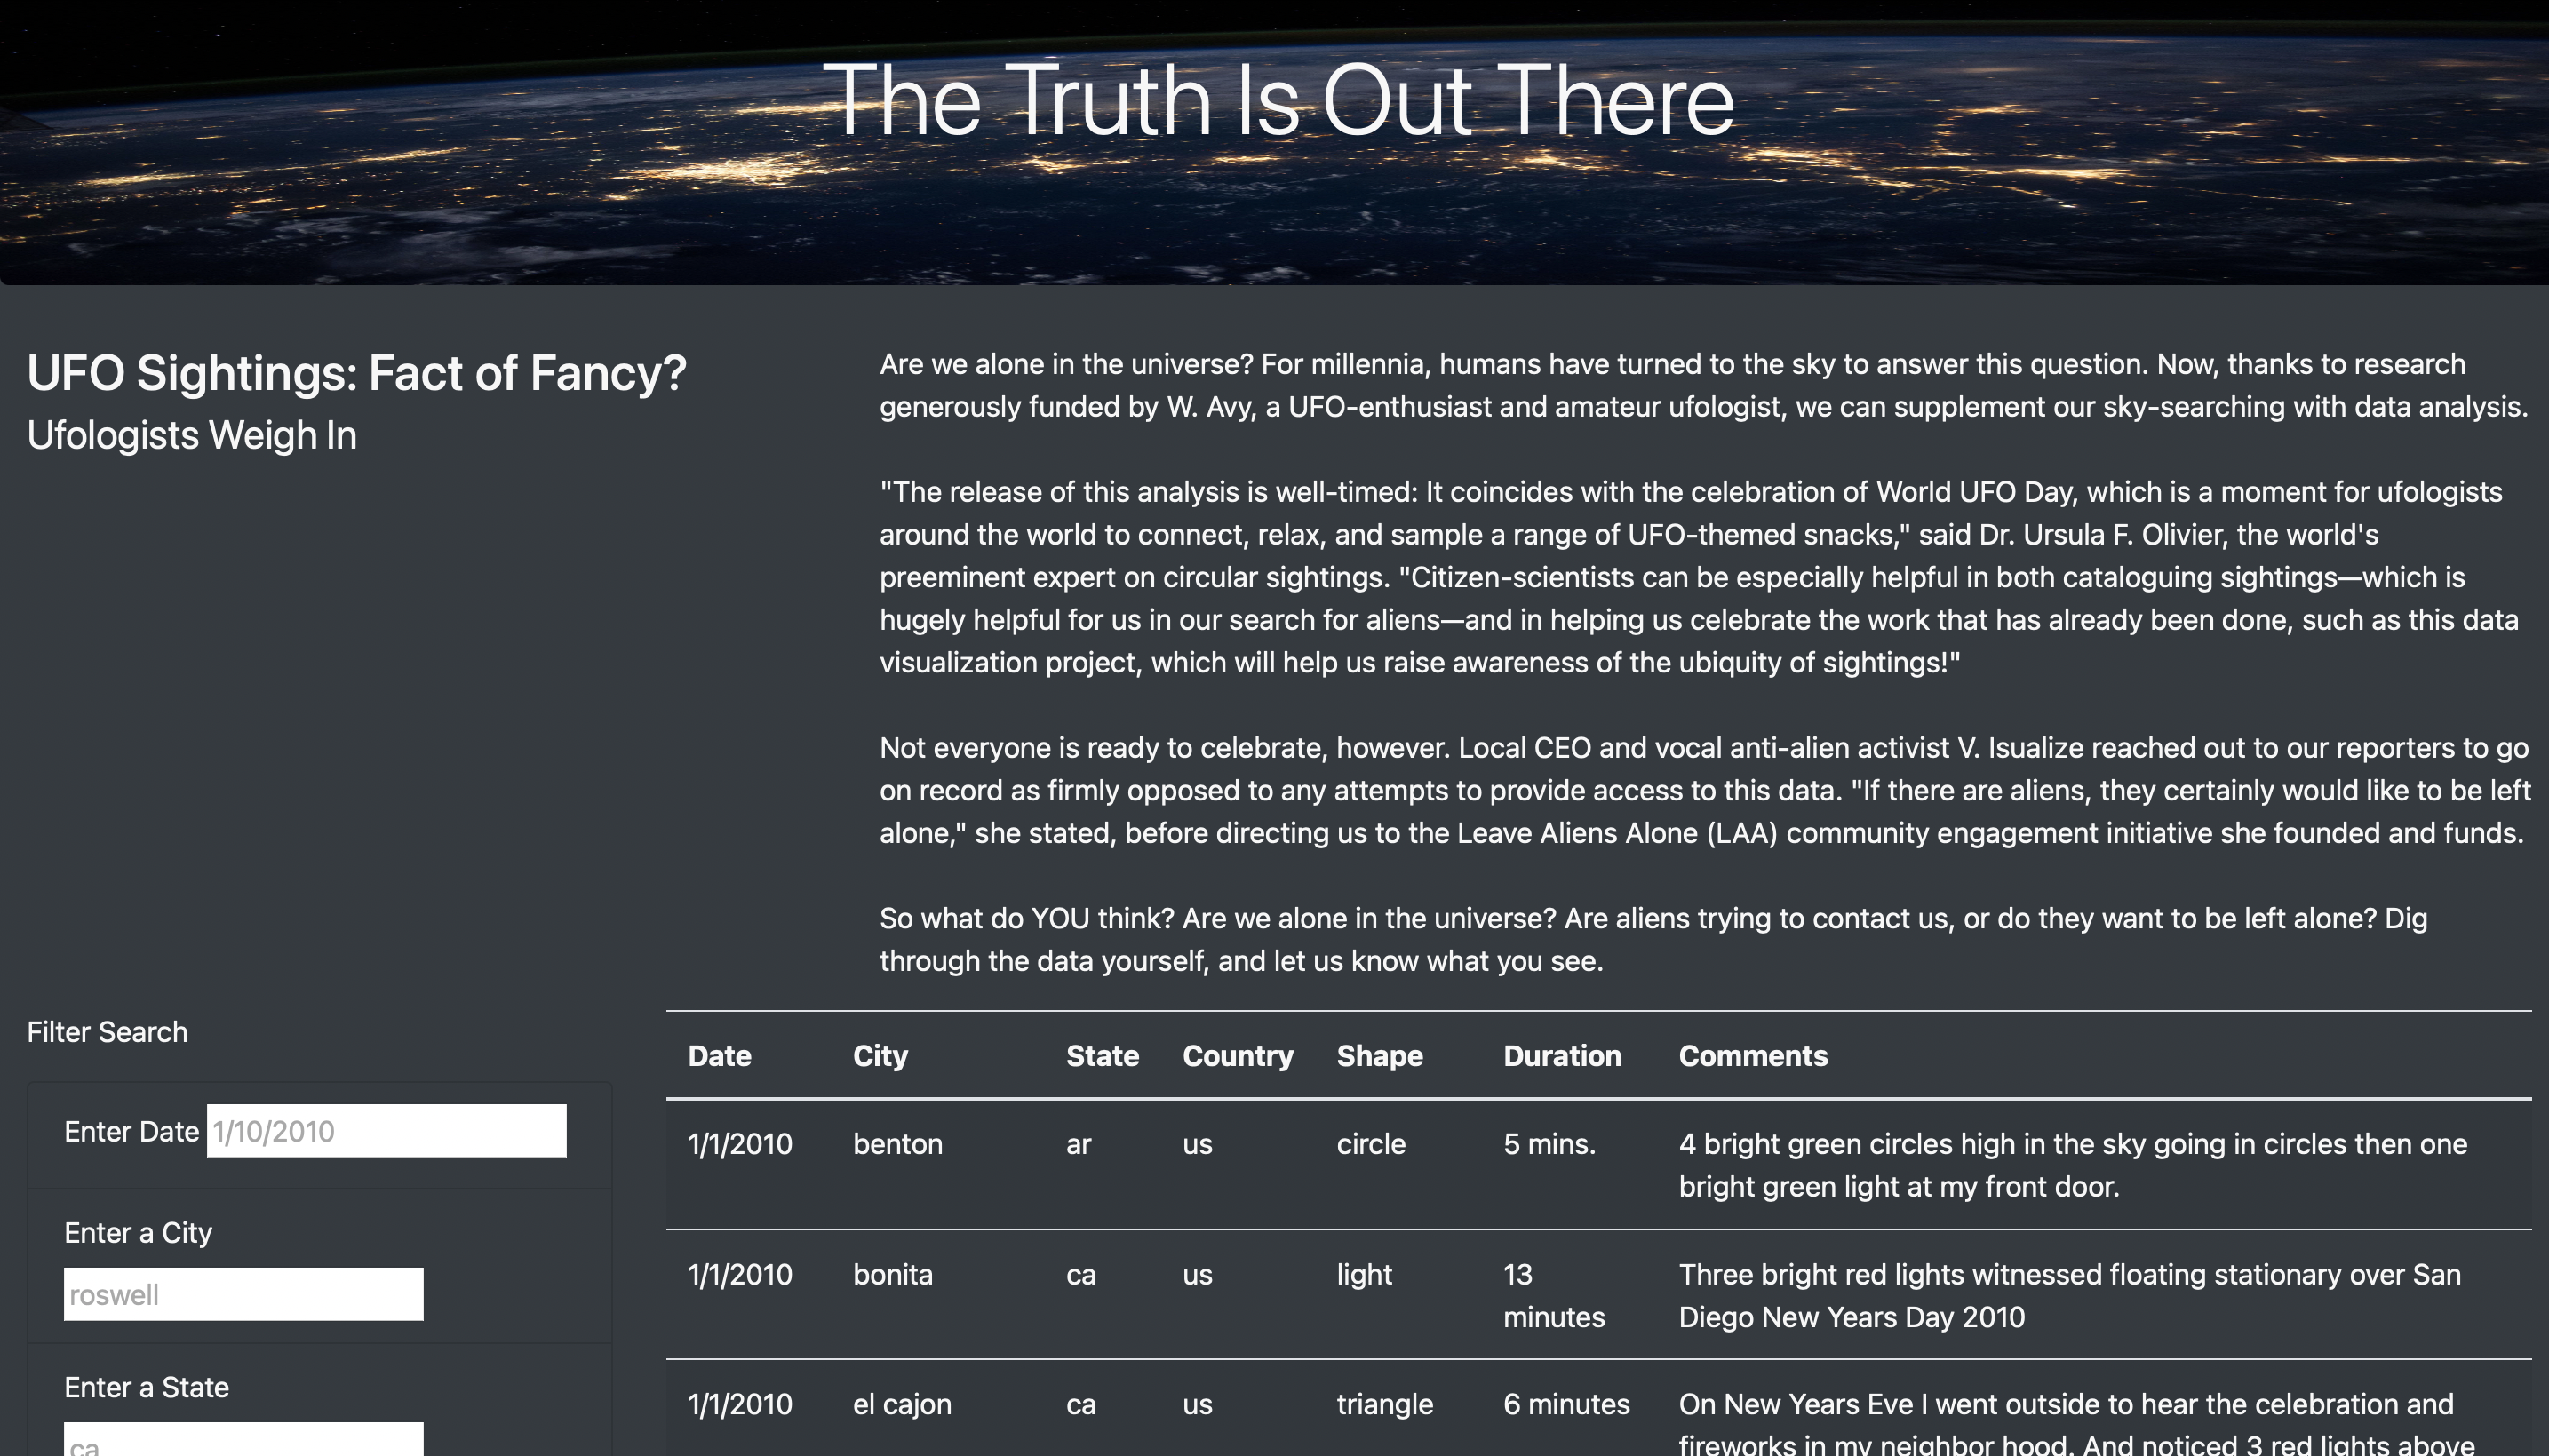 The Truth Is Out There
UFO Sightings: Fact of Fancy?
Ufologists Weigh In
Are we alone in the universe? For millennia, humans have turned to the sky to answer this question. Now, thanks to research
generously funded by W. Avy, a UFO-enthusiast and amateur ufologist, we can supplement our sky-searching with data analysis.
"The release of this analysis is well-timed: It coincides with the celebration of World UFO Day, which is a moment for ufologists
around the world to connect, relax, and sample a range of UFO-themed snacks," said Dr. Ursula F. Olivier, the world's
preeminent expert on circular sightings. "Citizen-scientists can be especially helpful in both cataloguing sightings—which is
hugely helpful for us in our search for aliens—and in helping us celebrate the work that has already been done, such as this data
visualization project, which will help us raise awareness of the ubiquity of sightings!"
Not everyone is ready to celebrate, however. Local CEO and vocal anti-alien activist V. Isualize reached out to our reporters to go
on record as firmly opposed to any attempts to provide access to this data. "If there are aliens, they certainly would like to be left
alone," she stated, before directing us to the Leave Aliens Alone (LAA) community engagement initiative she founded and funds.
So what do YOU think? Are we alone in the universe? Are aliens trying to contact us, or do they want to be left alone? Dig
through the data yourself, and let us know what you see.
Filter Search
Enter Date 1/10/2010
Enter a City
roswell
Enter a State
ca
Date City State Country Shape Duration Comments
1/1/2010 benton ar us circle 5 mins. 4 bright green circles high in the sky going in circles then one
bright green light at my front door.
1/1/2010 bonita ca us light 13 Three bright red lights witnessed floating stationary over San
minutes Diego New Years Day 2010
1/1/2010 el cajon ca us triangle 6 minutes On New Years Eve I went outside to hear the celebration and
fireworks in my neighbor hood. And noticed 3 red lights above